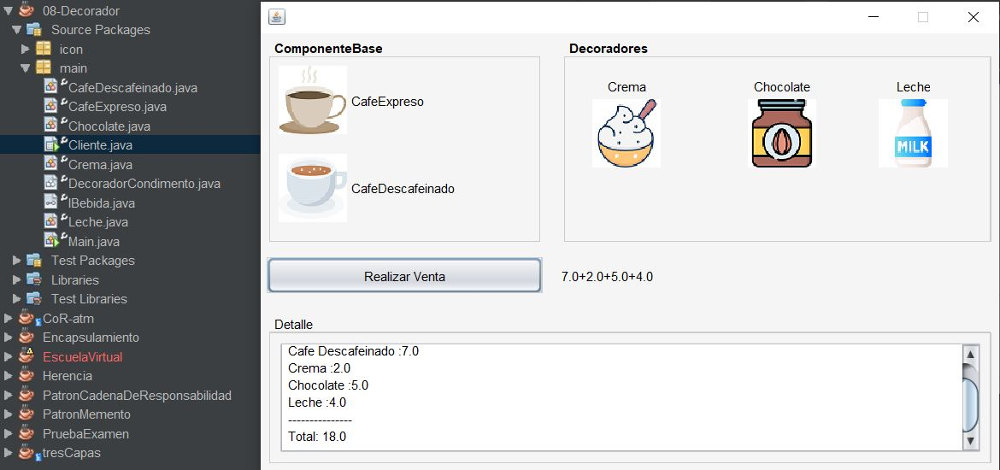 08-Decorador
Source Packages
icon
main
CafeDescafeinado.java
CafeExpreso.java
Chocolate.java
Cliente.java
Crema.java
DecoradorCondimento.java
IBebida.java
Leche.java
Main.java
Test Packages
Libraries
Test Libraries
CoR-atm
Encapsulamiento
EscuelaVirtual
Herencia
PatronCadenaDeResponsabilidad
PatronMemento
PruebaExamen
tresCapas
ComponenteBase
CafeExpreso
CafeDescafeinado
Decoradores
Crema
Chocolate
Leche
MILK
Realizar Venta
7.0+2.0+5.0+4.0
Detalle
Cafe Descafeinado :7.0
Crema :2.0
Chocolate :5.0
Leche :4.0
---------------
Total: 18.0